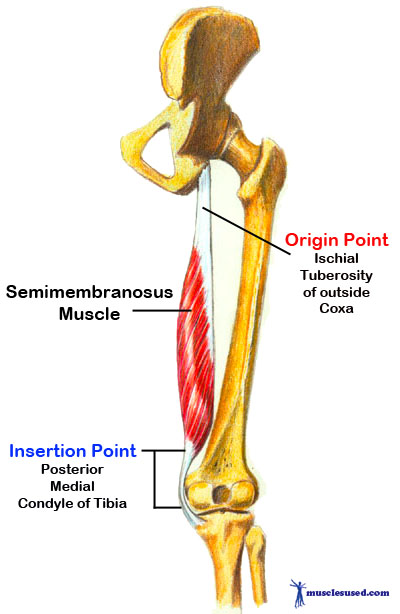 Origin Point
Ischial
Tuberosity
of outside
Coxa
Semimembranosus
Muscle
Insertion Point
Posterior
Medial
Condyle of Tibia
musclesused.com